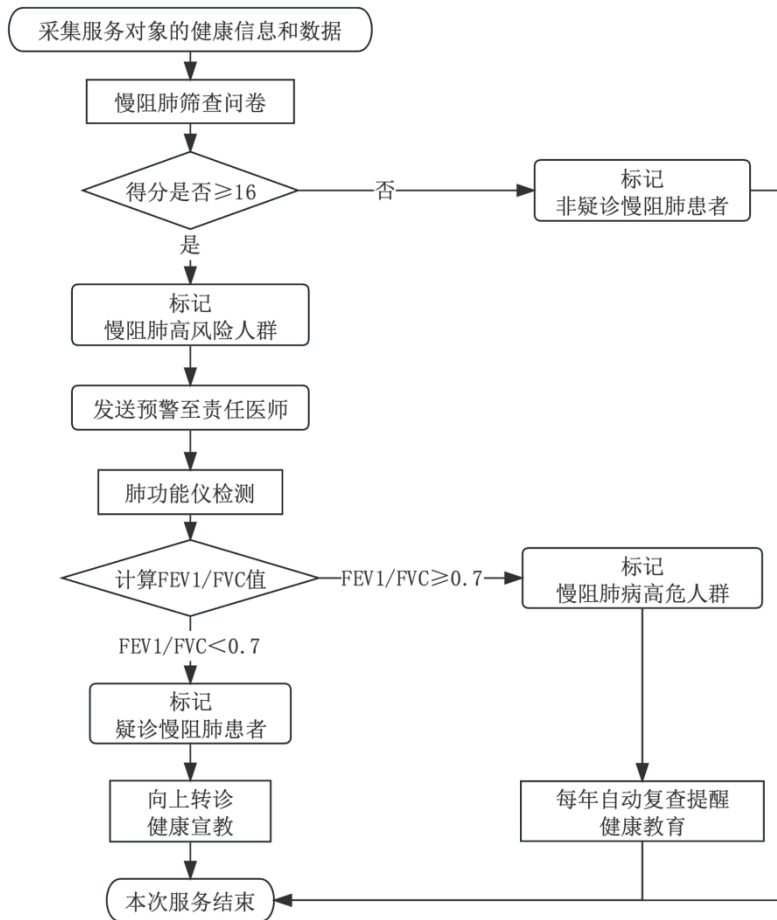 采集服务对象的健康信息和数据
慢阻肺筛查问卷
得分是否≥16
否
标记
非疑诊慢阻肺患者
是
标记
慢阻肺高风险人群
发送预警至责任医师
肺功能仪检测
计算FEV1/FVC值
FEV1/FVC≥0.7
标记
慢阻肺病高危人群
FEV1/FVC<0.7
标记
疑诊慢阻肺患者
向上转诊
健康宣教
每年自动复查提醒
健康教育
本次服务结束